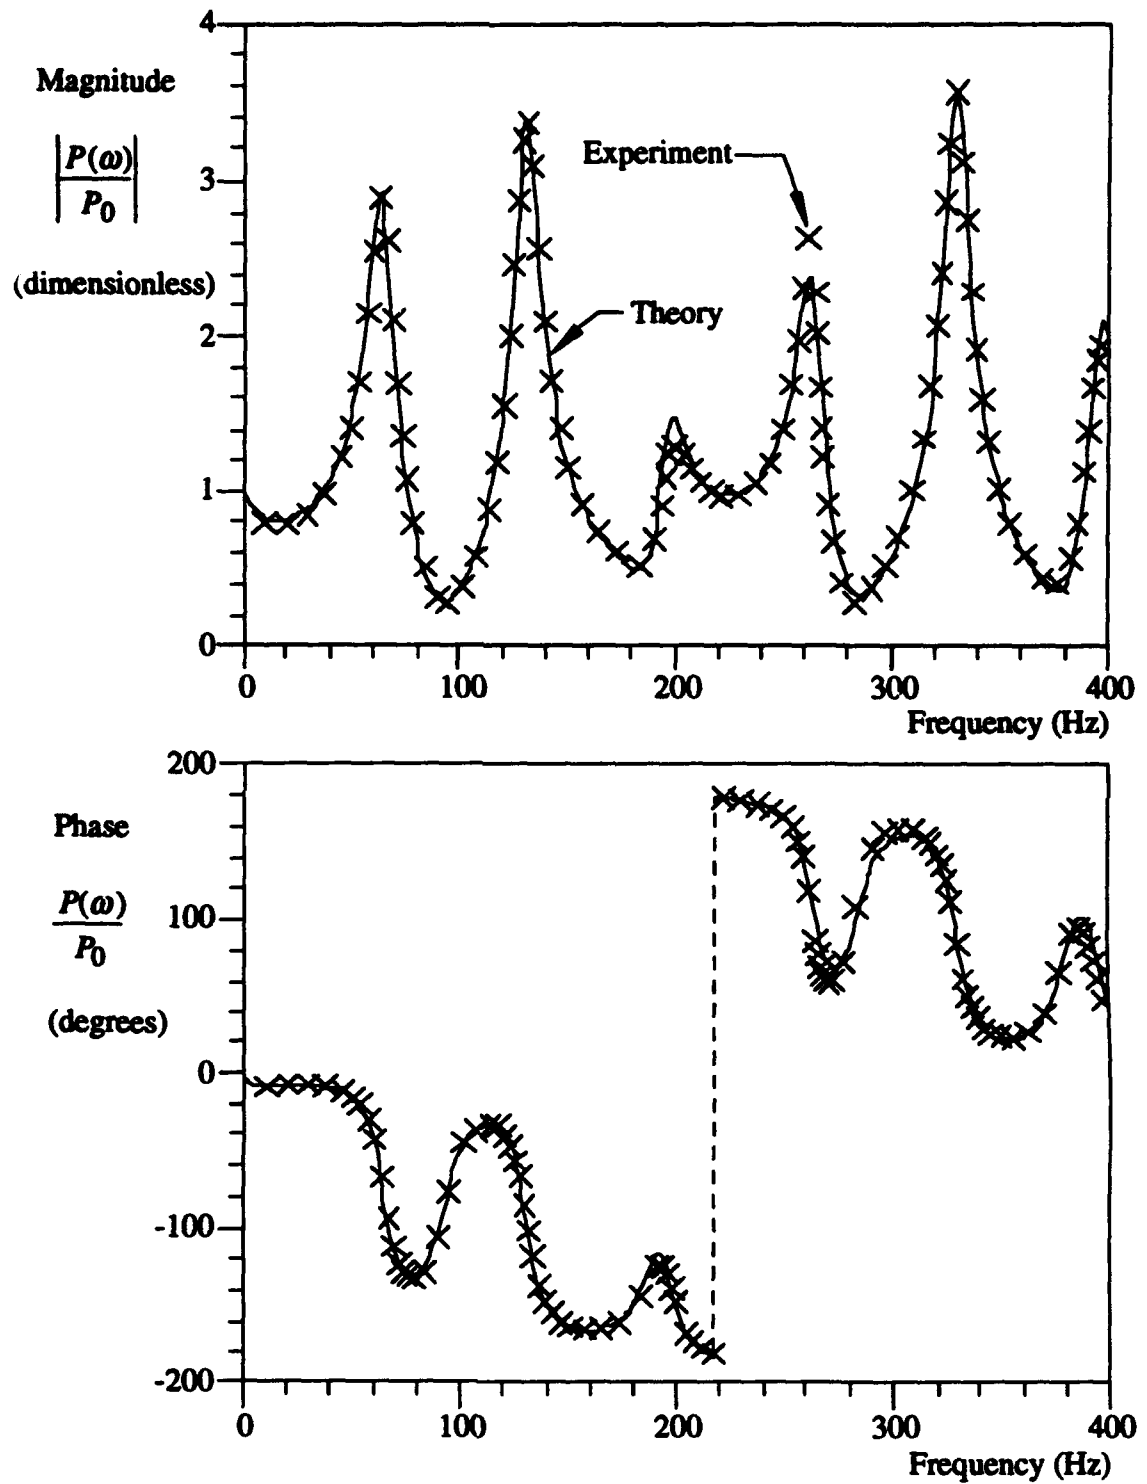 4
Magnitude
|P(ω)/P0|
3
Experiment
(dimensionless)
Theory
2
1
0
0 100 200 300 400
Frequency (Hz)
200
Phase
P(ω)/P0
100
(degrees)
0
-100
-200
0 100 200 300 400
Frequency (Hz)